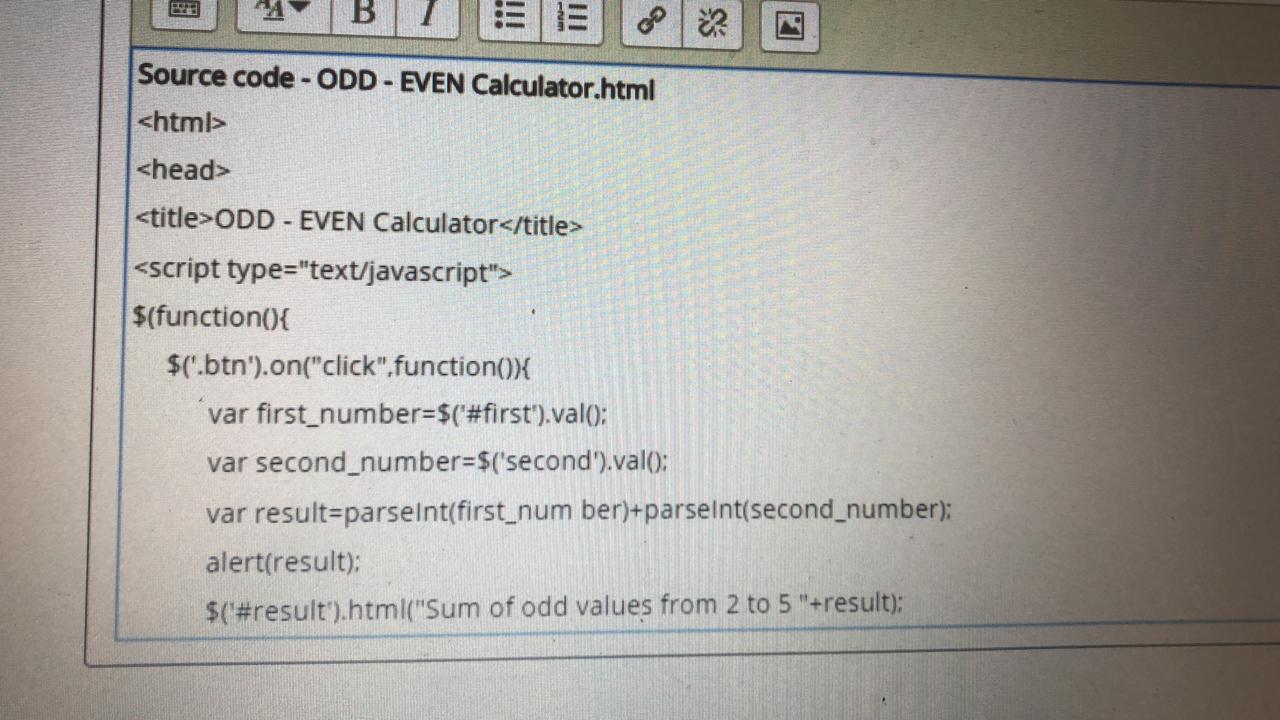 Source code - ODD - EVEN Calculator.html
<html>
<head>
<title>ODD - EVEN Calculator</title>
<script type="text/javascript">
$(function(){
$('.btn').on("click",function()){
var first_number=$('#first').val();
var second_number=$('second').val();
var result=parseInt(first_num ber)+parseInt(second_number);
alert(result);
$('#result').html("Sum of odd values from 2 to 5 "+result);